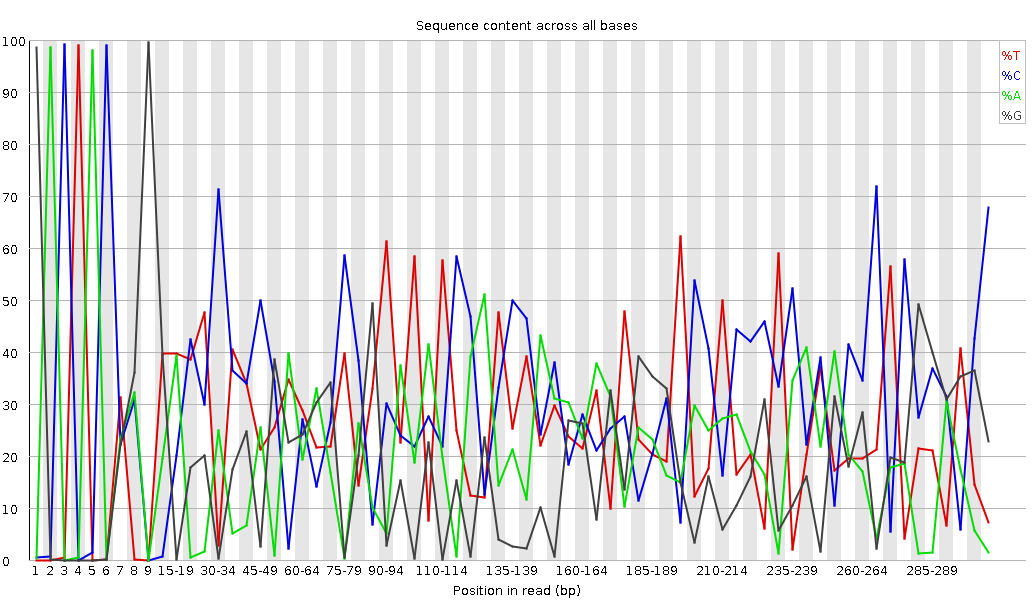 Sequence content across all bases
100
90
80
70
60
50
40
30
20
10
0
%T
%C
%A
%G
1 2 3 4 5 6 7 8 9 15-19 30-34 45-49 60-64 75-79 90-94 110-114 135-139 160-164 185-189 210-214 235-239 260-264 285-289
Position in read (bp)